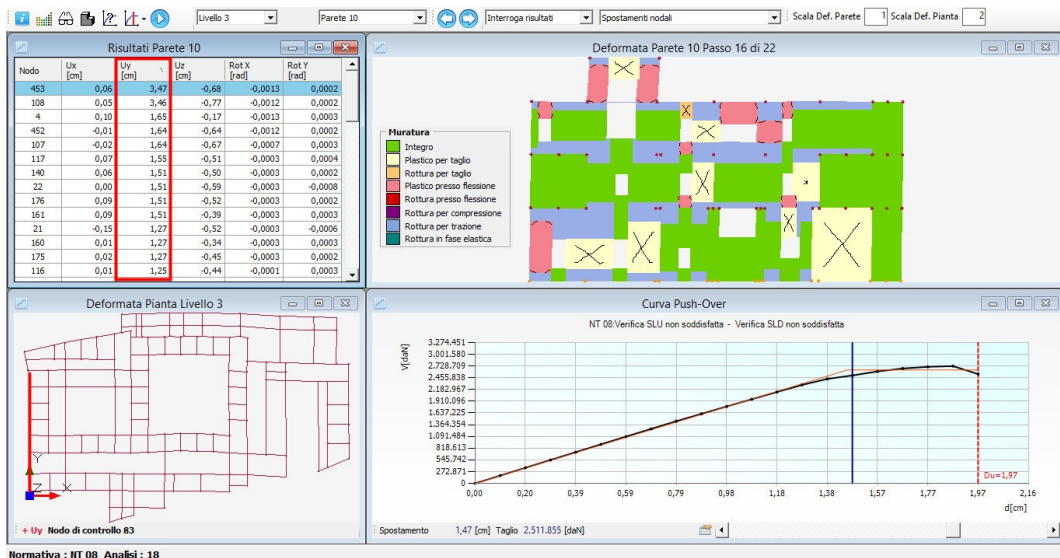 Livello 3
Parete 10
Interroga risultati
Spostamenti nodali
Scala Def. Parete 1 Scala Def. Pianta 2
Risultati Parete 10
Nodo Ux [cm] Uy [cm] Uz [cm] Rot X [rad] Rot Y [rad]
453 0,06 3,47 -0,68 -0,0013 0,0002
108 0,05 3,46 -0,77 -0,0012 0,0002
4 0,10 1,65 -0,17 -0,0013 0,0003
452 -0,01 1,64 -0,64 -0,0012 0,0002
107 -0,02 1,64 -0,67 -0,0007 0,0003
117 0,07 1,55 -0,51 -0,0003 0,0004
140 0,06 1,51 -0,50 -0,0003 0,0002
22 0,00 1,51 -0,59 -0,0003 -0,0008
176 0,09 1,51 -0,52 -0,0003 0,0002
161 0,09 1,51 -0,39 -0,0003 0,0002
21 -0,15 1,27 -0,52 -0,0003 -0,0006
160 0,01 1,27 -0,34 -0,0003 0,0003
175 0,02 1,27 -0,45 -0,0003 0,0002
116 0,01 1,25 -0,44 -0,0001 0,0003
Deformata Parete 10 Passo 16 di 22
Muratura
Integro
Plastico per taglio
Rottura per taglio
Plastico presso flessione
Rottura presso flessione
Rottura per compressione
Rottura per trazione
Rottura in fase elastica
Deformata Pianta Livello 3
Y
Z X
+ Uy Nodo di controllo 83
Curva Push-Over
NT 08:Verifica SLU non soddisfatta - Verifica SLD non soddisfatta
V[daN]
3.274.451
3.001.580
2.728.709
2.455.838
2.182.967
1.910.096
1.637.225
1.364.354
1.091.484
818.613
545.742
272.871
0
Du=1,97
0,00 0,20 0,39 0,59 0,79 0,98 1,18 1,38 1,57 1,77 1,97 2,16
d[cm]
Spostamento 1,47 [cm] Taglio 2.511.855 [daN]
Normativa : NT 08 Analisi : 18